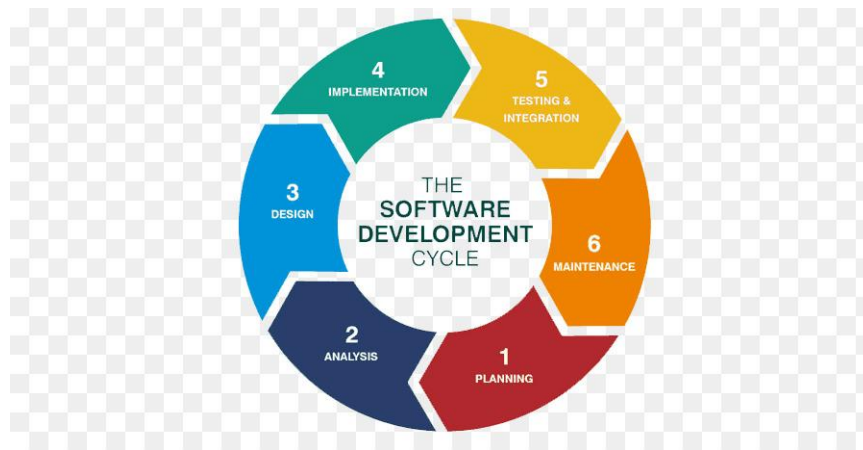 THE
SOFTWARE
DEVELOPMENT
CYCLE
1
PLANNING
2
ANALYSIS
3
DESIGN
4
IMPLEMENTATION
5
TESTING &
INTEGRATION
6
MAINTENANCE